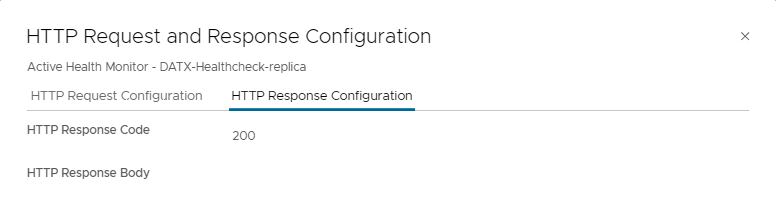 HTTP Request and Response Configuration
Active Health Monitor - DATX-Healthcheck-replica
HTTP Request Configuration HTTP Response Configuration
HTTP Response Code 200
HTTP Response Body